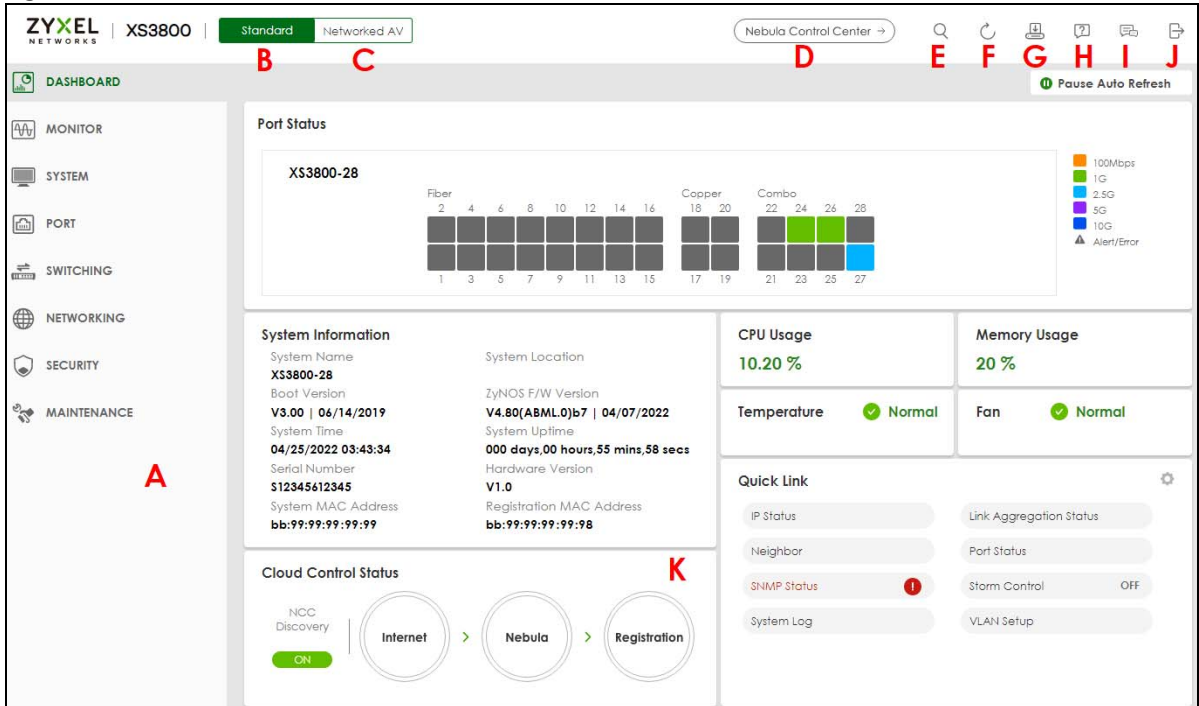 ZYXEL
NETWORKS
XS3800
Standard
Networked AV
Nebula Control Center →
B
C
D
E
F
G
H
I
J
DASHBOARD
Pause Auto Refresh
MONITOR
SYSTEM
PORT
SWITCHING
NETWORKING
SECURITY
MAINTENANCE
A
Port Status
XS3800-28
Fiber
Copper
Combo
2 4 6 8 10 12 14 16 18 20 22 24 26 28
1 3 5 7 9 11 13 15 17 19 21 23 25 27
100Mbps
1G
2.5G
5G
10G
Alert/Error
System Information
System Name
System Location
XS3800-28
Boot Version
ZyNOS F/W Version
V3.00 | 06/14/2019
V4.80(ABML.0)b7 | 04/07/2022
System Time
System Uptime
04/25/2022 03:43:34
000 days,00 hours,55 mins,58 secs
Serial Number
Hardware Version
S12345612345
V1.0
System MAC Address
Registration MAC Address
bb:99:99:99:99:99
bb:99:99:99:99:98
Cloud Control Status
K
NCC
Discovery
ON
Internet
>
Nebula
>
Registration
CPU Usage
10.20 %
Memory Usage
20 %
Temperature
Normal
Fan
Normal
Quick Link
IP Status
Link Aggregation Status
Neighbor
Port Status
SNMP Status
!
Storm Control
OFF
System Log
VLAN Setup